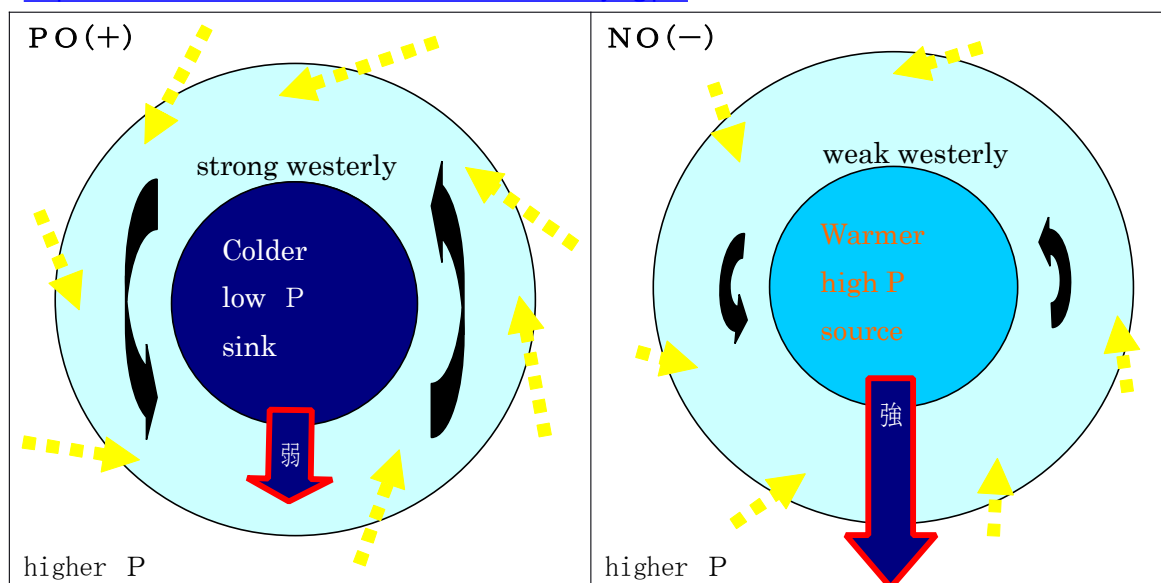 PO(+)
strong westerly
Colder
low P
sink
弱
higher P
NO(−)
weak westerly
Warmer
high P
source
強
higher P